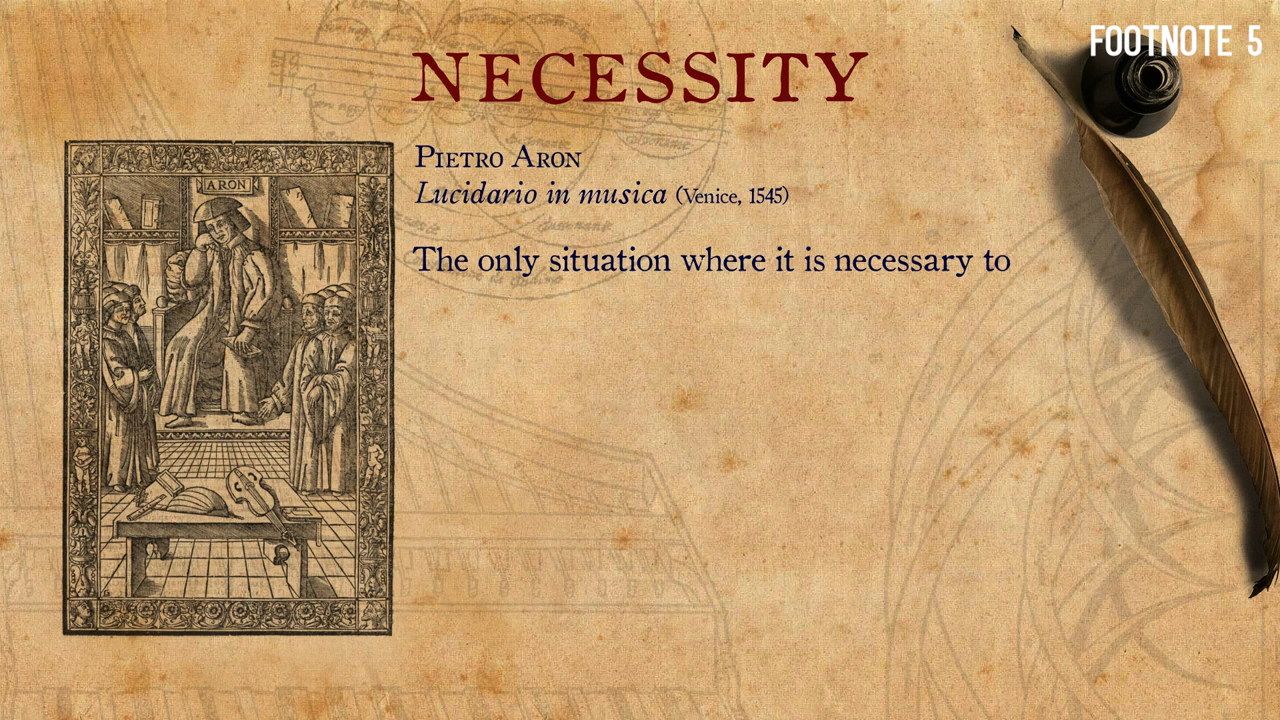 FOOTNOTE 5
NECESSITY
ARON
PIETRO ARON
Lucidario in musica (Venice, 1545)
The only situation where it is necessary to